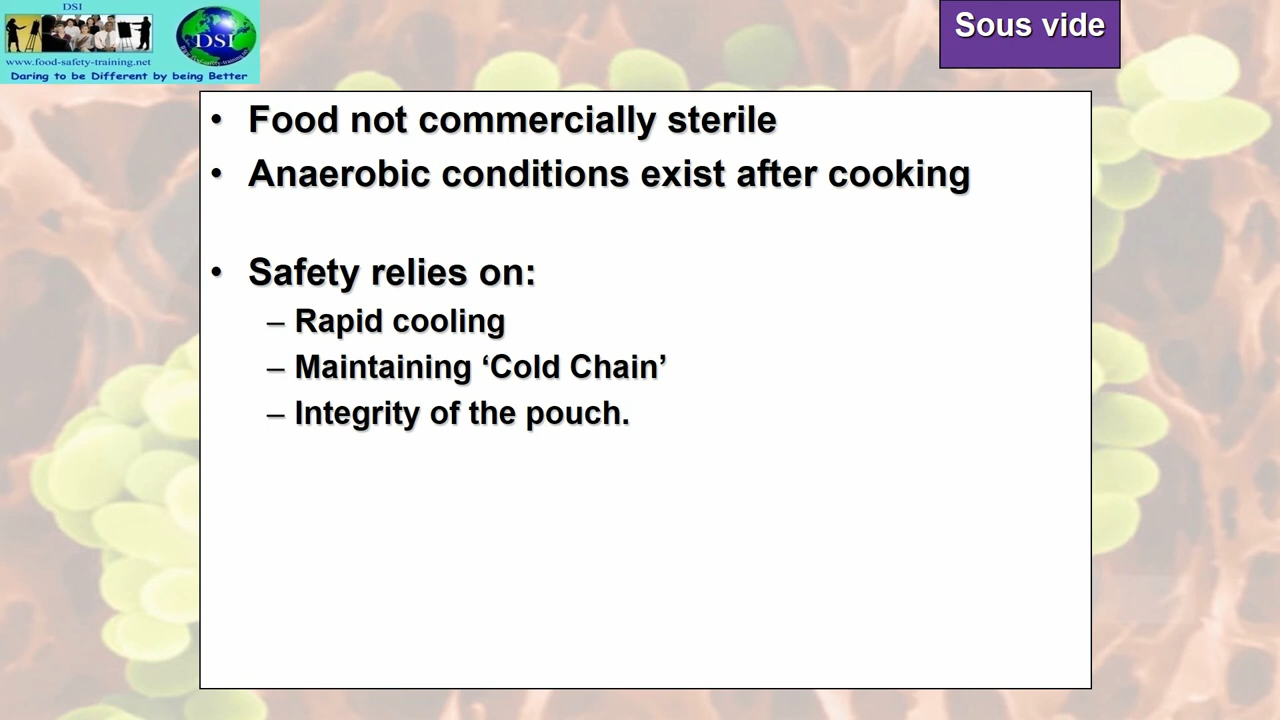 DSI
DSI
www.food-safety-training.net
Daring to be Different by being Better
Sous vide
• Food not commercially sterile
• Anaerobic conditions exist after cooking
• Safety relies on:
– Rapid cooling
– Maintaining ‘Cold Chain’
– Integrity of the pouch.